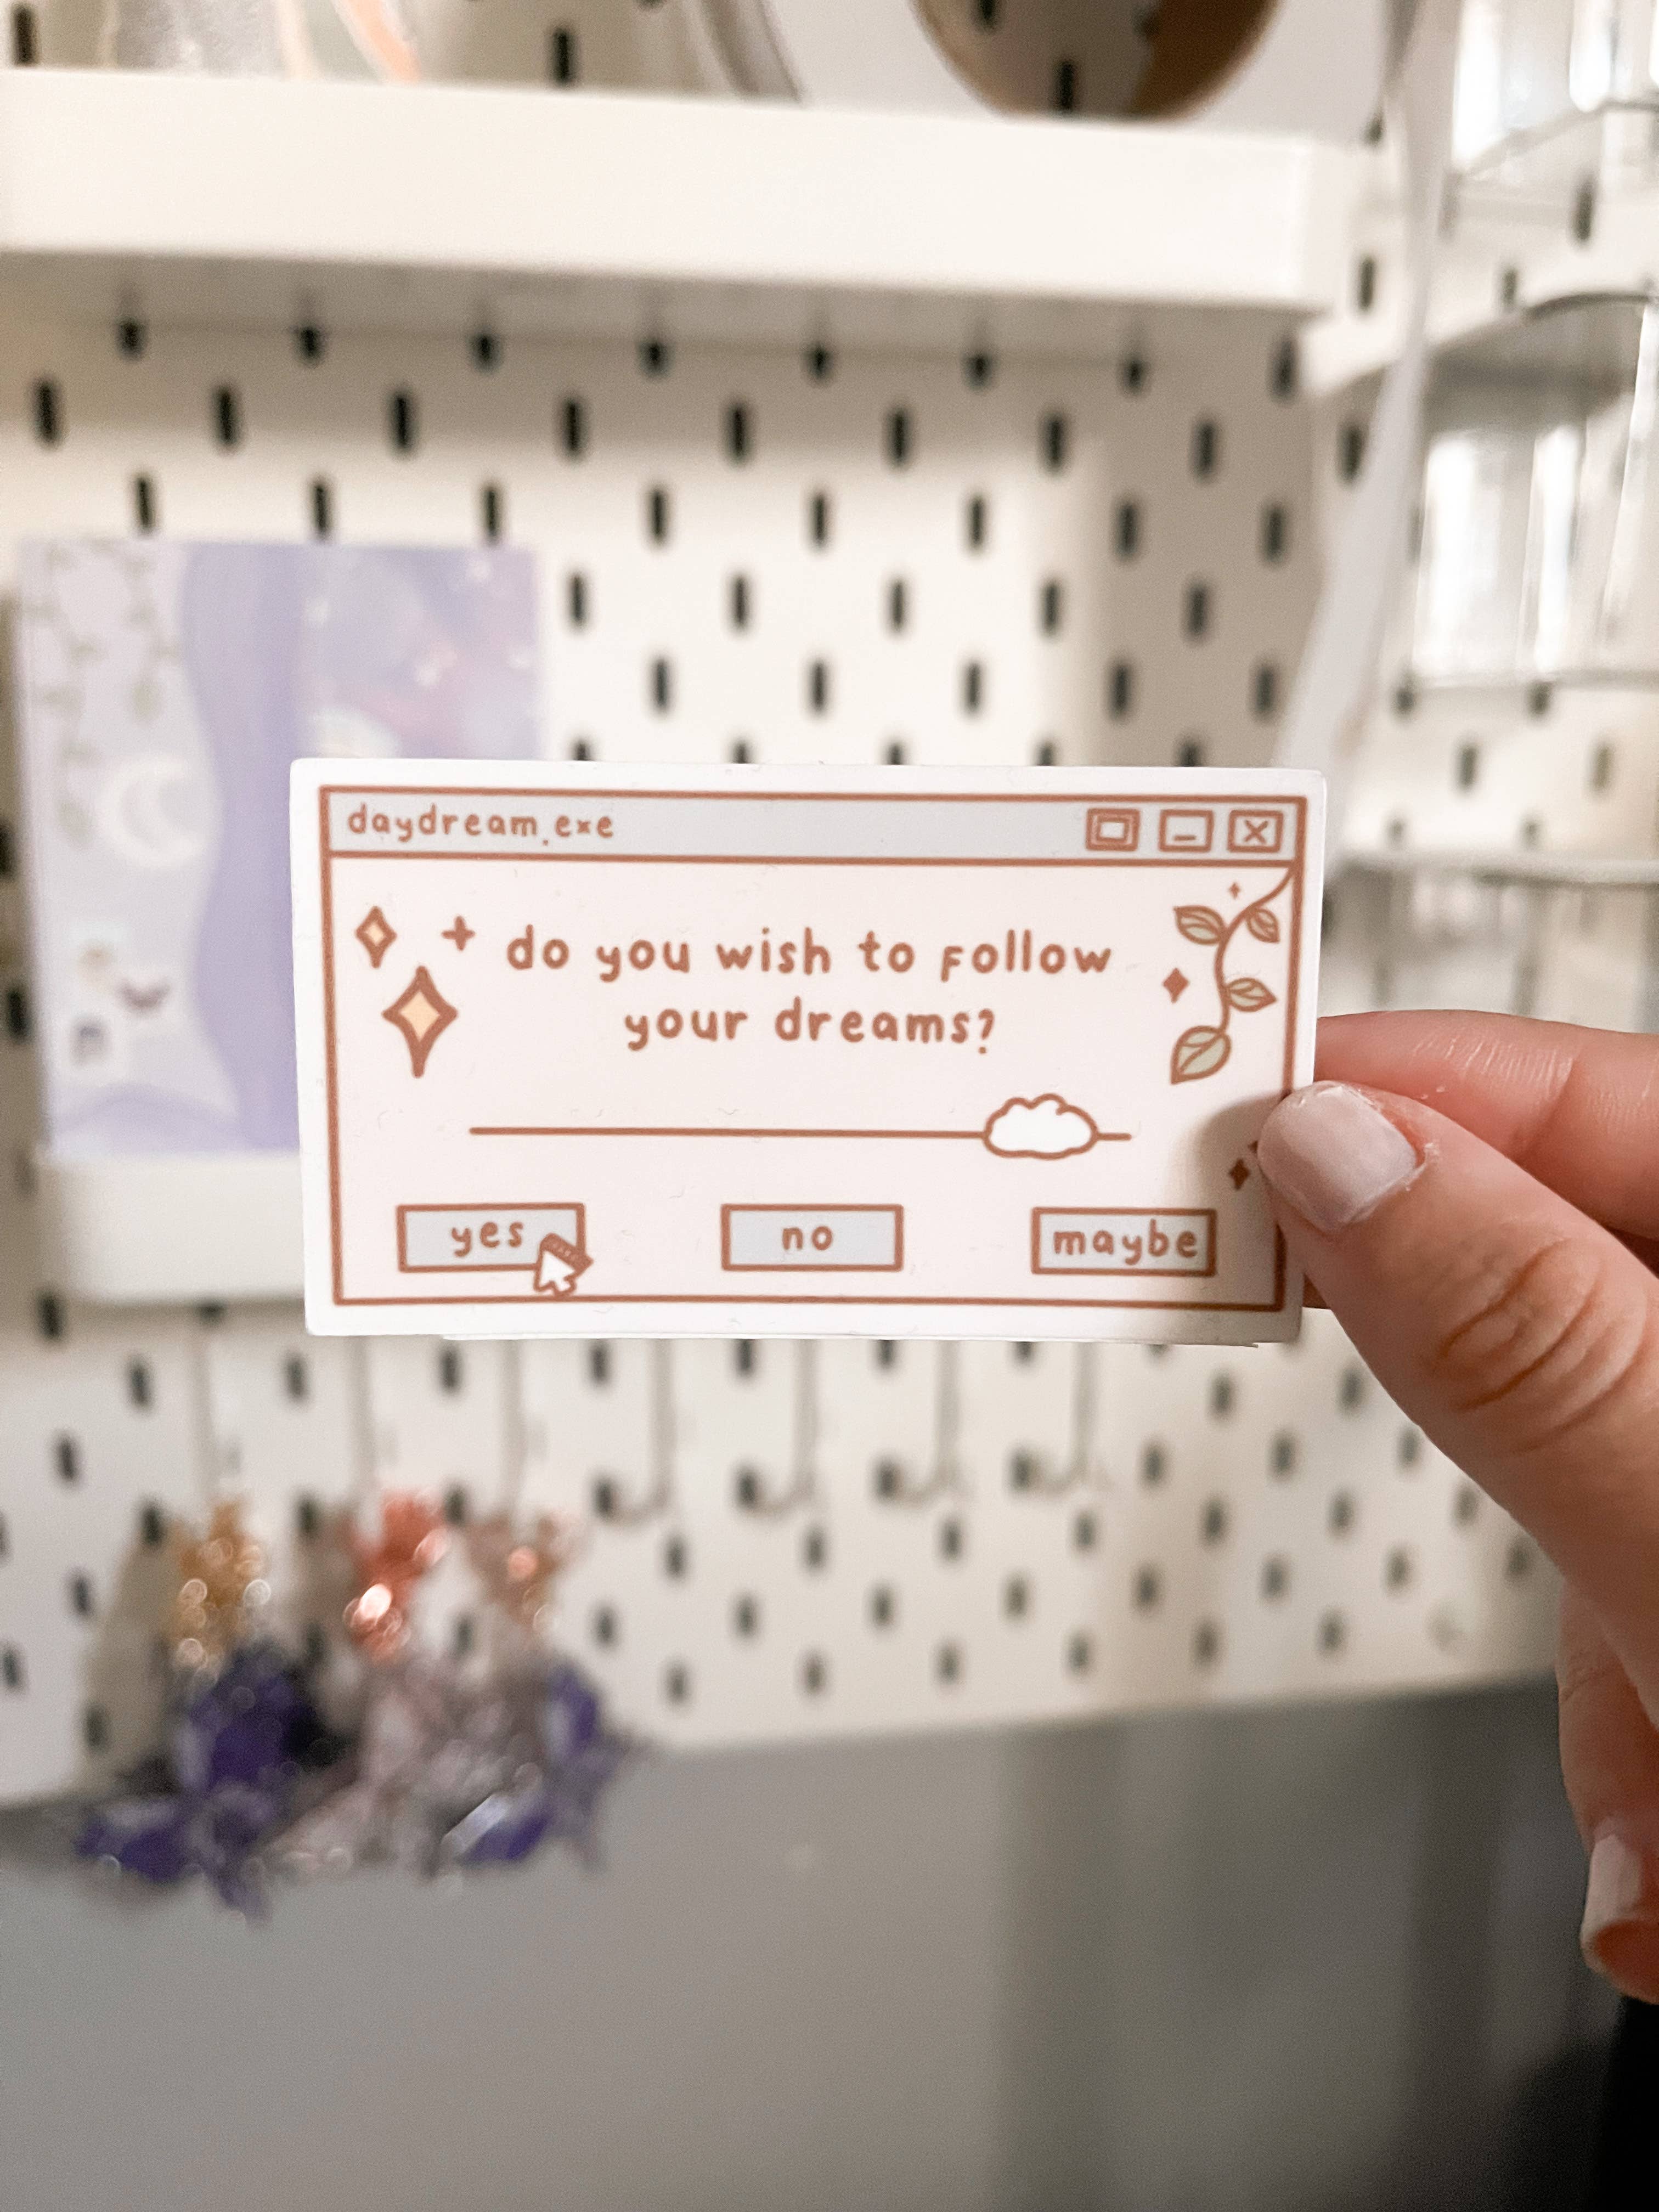 daydream.exe
do you wish to follow
your dreams?
yes no maybe